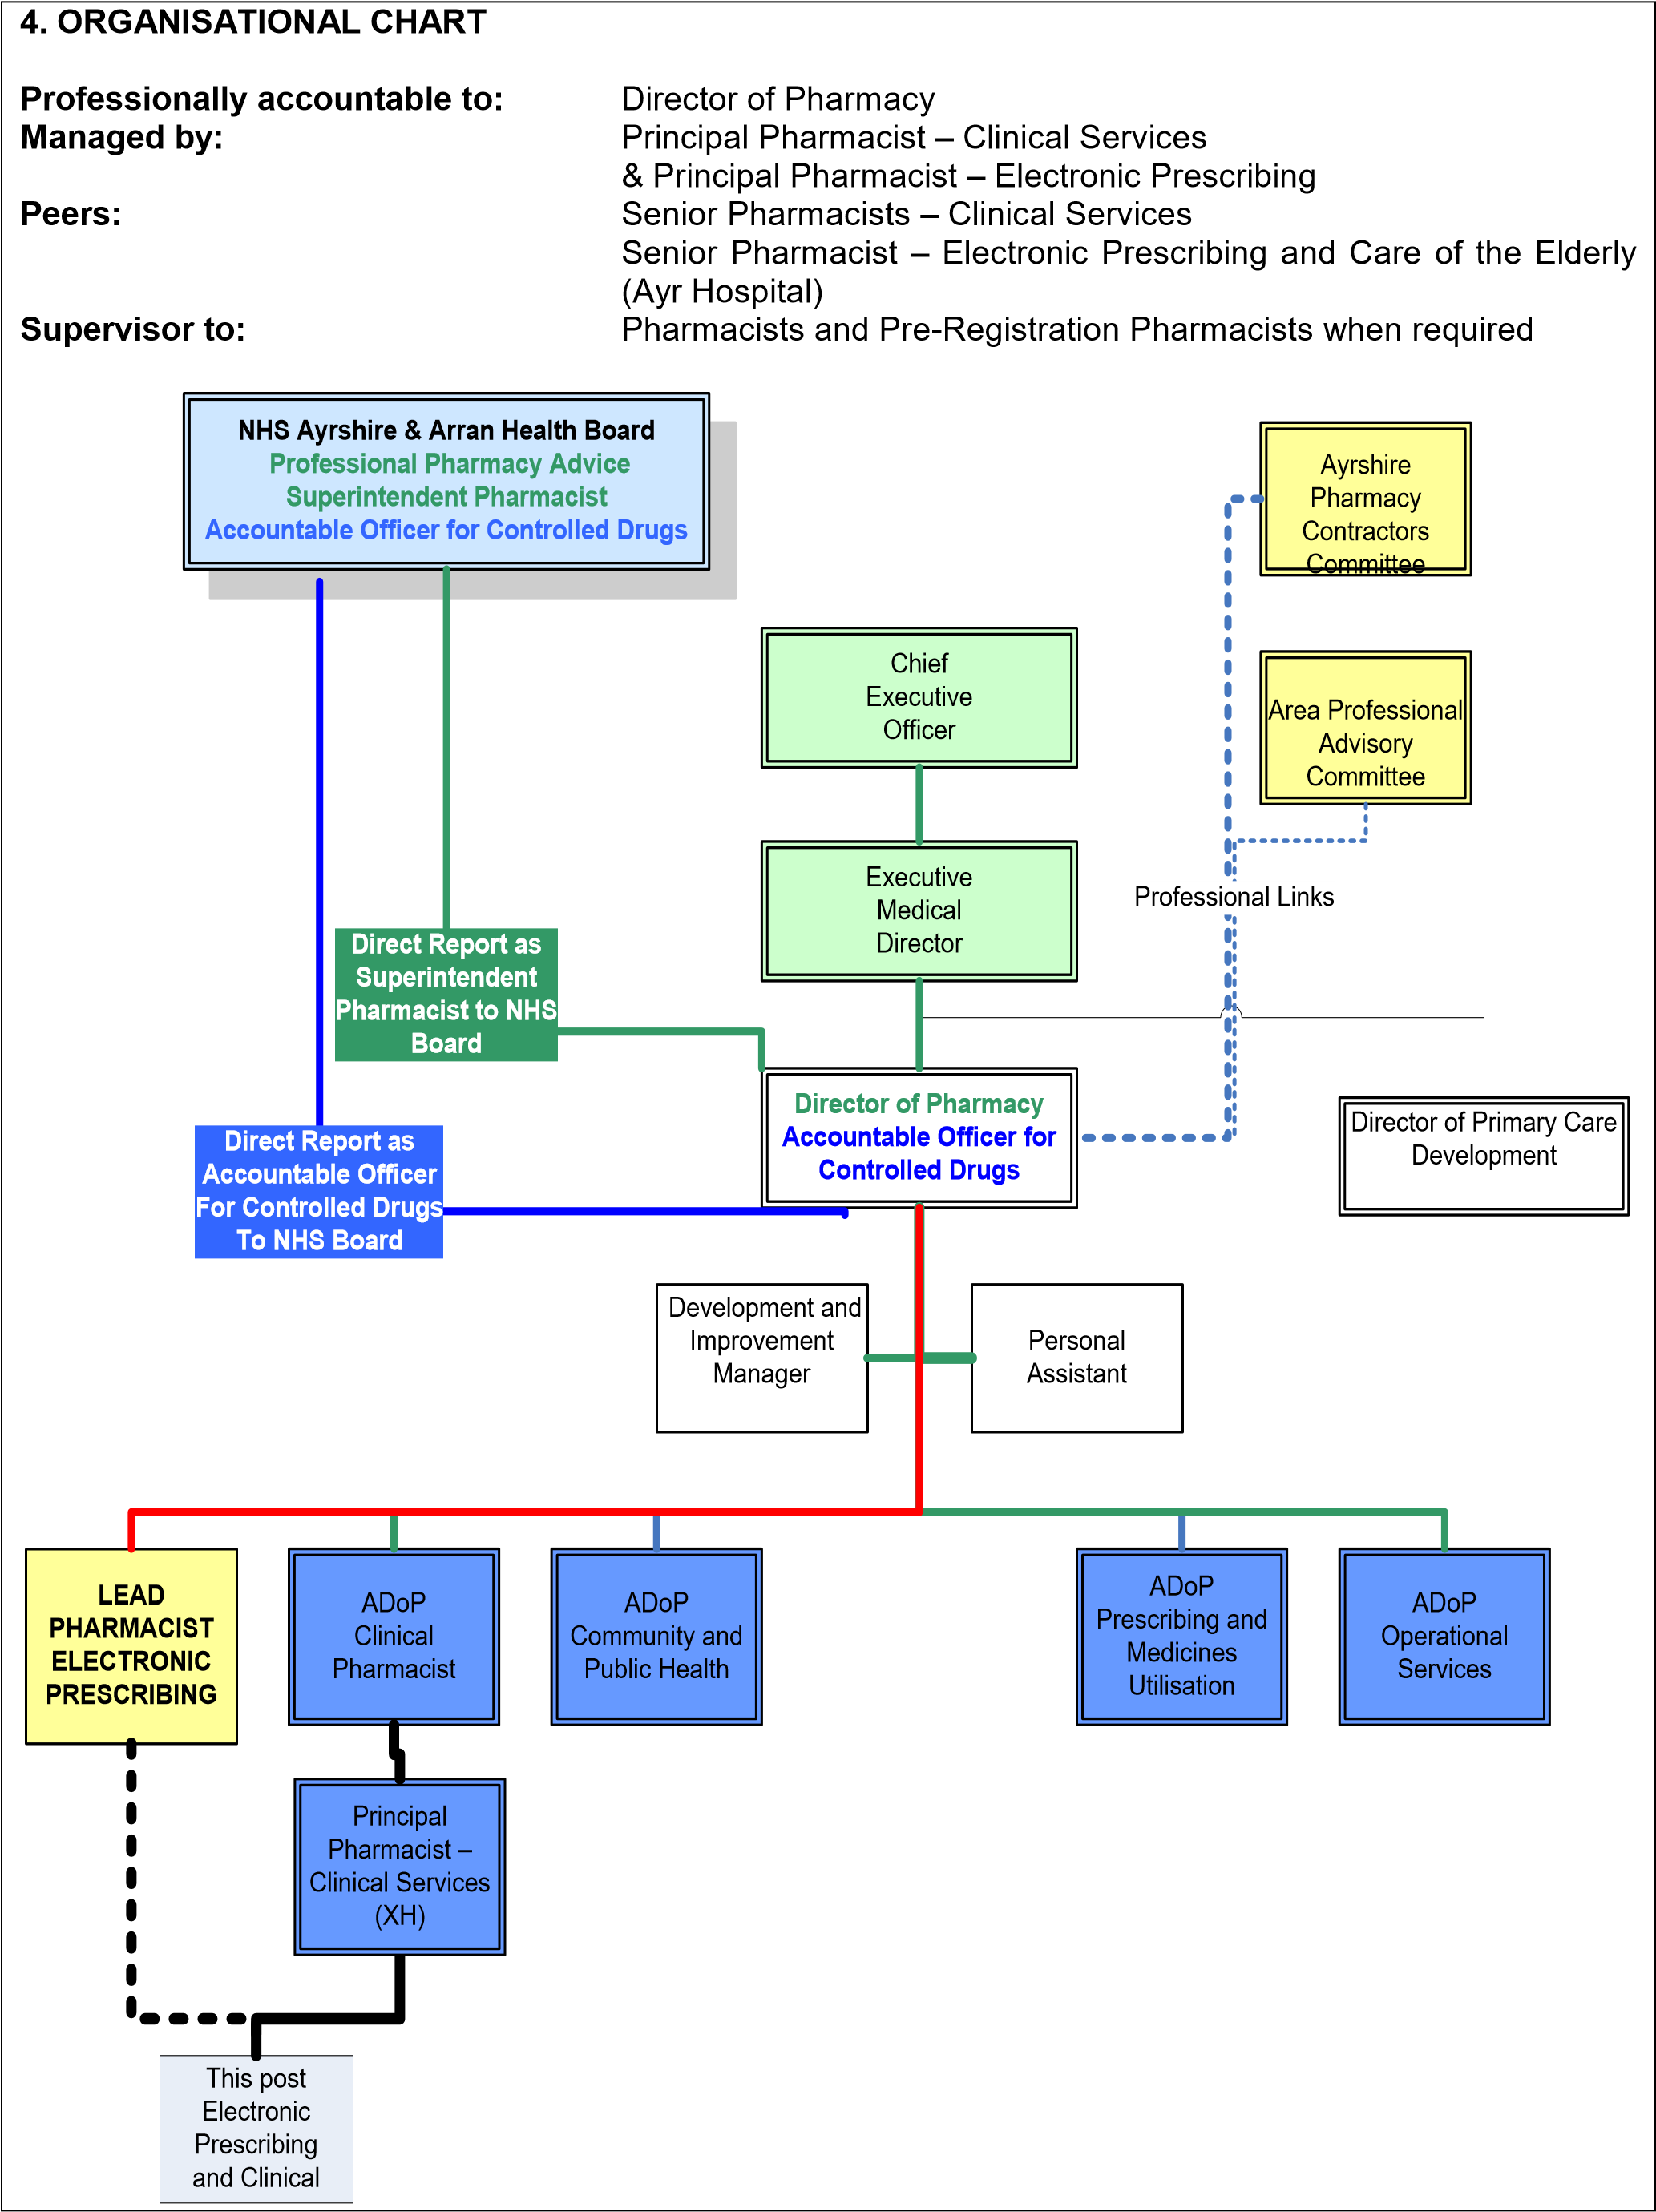 4. ORGANISATIONAL CHART
Professionally accountable to: Director of Pharmacy
Managed by: Principal Pharmacist – Clinical Services
& Principal Pharmacist – Electronic Prescribing
Peers: Senior Pharmacists – Clinical Services
Senior Pharmacist – Electronic Prescribing and Care of the Elderly
(Ayr Hospital)
Supervisor to: Pharmacists and Pre-Registration Pharmacists when required
NHS Ayrshire & Arran Health Board
Professional Pharmacy Advice
Superintendent Pharmacist
Accountable Officer for Controlled Drugs
Ayrshire
Pharmacy
Contractors
Committee
Chief
Executive
Officer
Area Professional
Advisory
Committee
Executive
Medical
Director
Professional Links
Direct Report as
Superintendent
Pharmacist to NHS
Board
Director of Pharmacy
Accountable Officer for
Controlled Drugs
Director of Primary Care
Development
Direct Report as
Accountable Officer
For Controlled Drugs
To NHS Board
Development and
Improvement
Manager
Personal
Assistant
LEAD
PHARMACIST
ELECTRONIC
PRESCRIBING
ADoP
Clinical
Pharmacist
ADoP
Community and
Public Health
ADoP
Prescribing and
Medicines
Utilisation
ADoP
Operational
Services
Principal
Pharmacist –
Clinical Services
(XH)
This post
Electronic
Prescribing
and Clinical